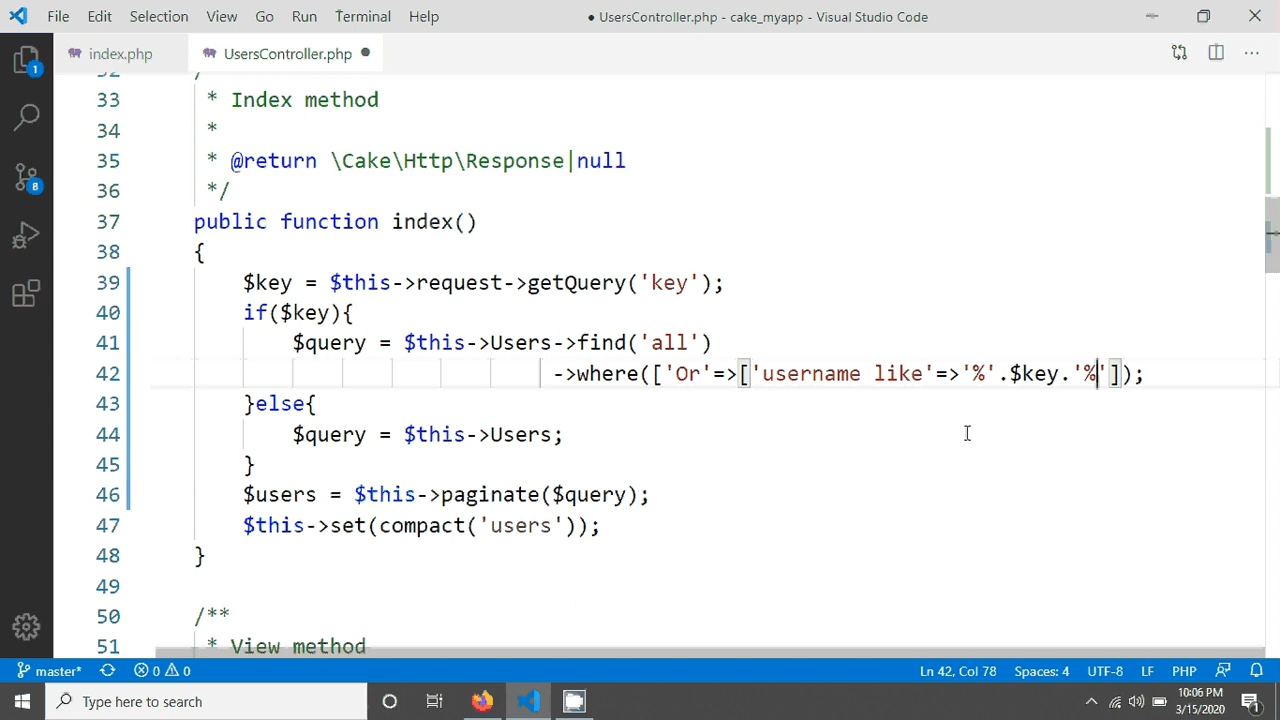 File Edit Selection View Go Run Terminal Help ● UsersController.php - cake_myapp - Visual Studio Code
index.php UsersController.php ●
33 * Index method
34 *
35 * @return \Cake\Http\Response|null
36 */
37 public function index()
38 {
39 $key = $this->request->getQuery('key');
40 if($key){
41 $query = $this->Users->find('all')
42 ->where(['Or'=>['username like'=>'%'.$key.'%']);
43 }else{
44 $query = $this->Users;
45 }
46 $users = $this->paginate($query);
47 $this->set(compact('users'));
48 }
49
50 /**
51 * View method
1
8
master* 0 0 Ln 42, Col 78 Spaces: 4 UTF-8 LF PHP
Type here to search
10:06 PM
3/15/2020
1